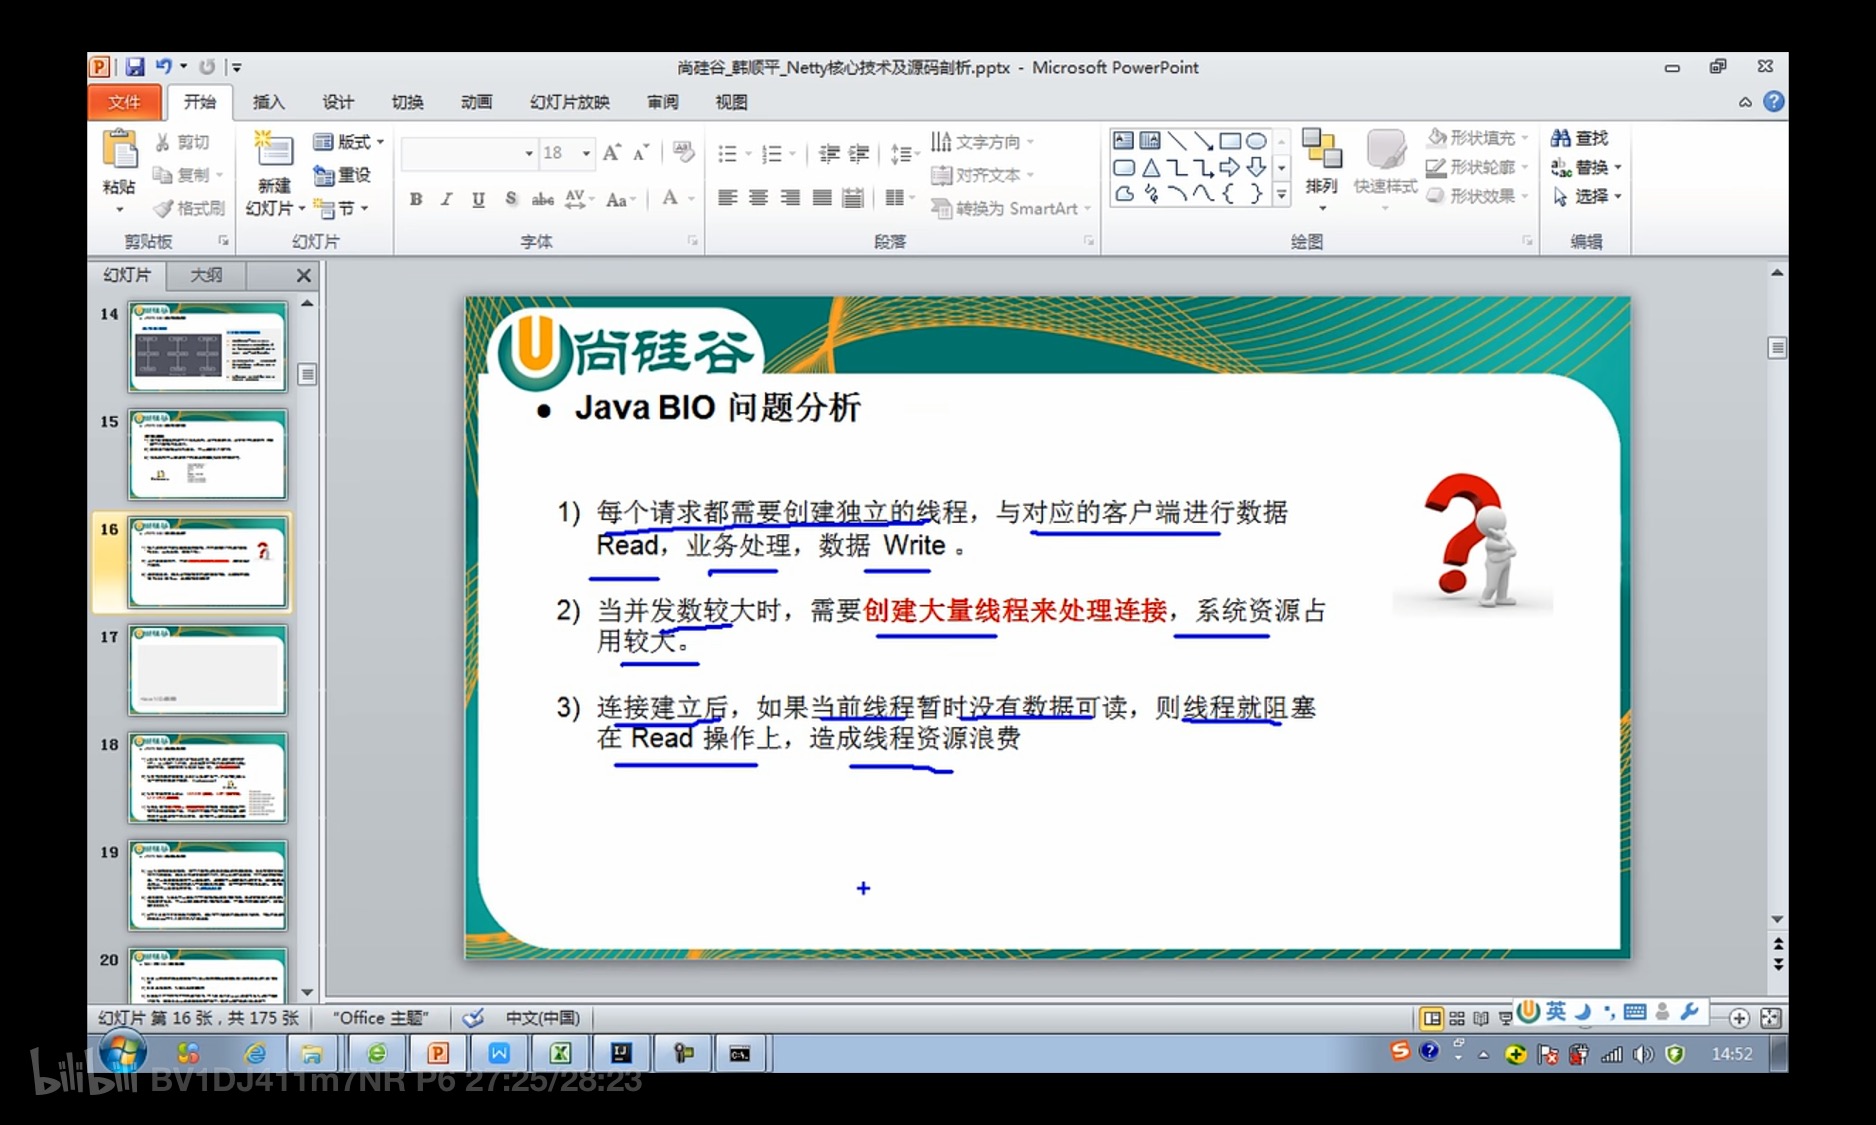 尚硅谷_韩顺平_Netty核心技术及源码剖析.pptx - Microsoft PowerPoint
文件 开始 插入 设计 切换 动画 幻灯片放映 审阅 视图
粘贴 剪切 复制 格式刷
剪贴板
新建幻灯片 版式 重设 节
幻灯片
18
B I U S abc AV Aa A
字体
文字方向
对齐文本
转换为 SmartArt
段落
排列 快速样式 形状填充 形状轮廓 形状效果
绘图
查找
替换
选择
编辑
幻灯片 大纲
14
15
16
17
18
19
20
尚硅谷
• Java BIO 问题分析
1) 每个请求都需要创建独立的线程，与对应的客户端进行数据
Read，业务处理，数据 Write 。
2) 当并发数较大时，需要创建大量线程来处理连接，系统资源占
用较大。
3) 连接建立后，如果当前线程暂时没有数据可读，则线程就阻塞
在 Read 操作上，造成线程资源浪费
幻灯片 第 16 张，共 175 张 "Office 主题" 中文(中国)
英
14:52
bilibili BV1DJ411m7NR P6 27:25/28:23